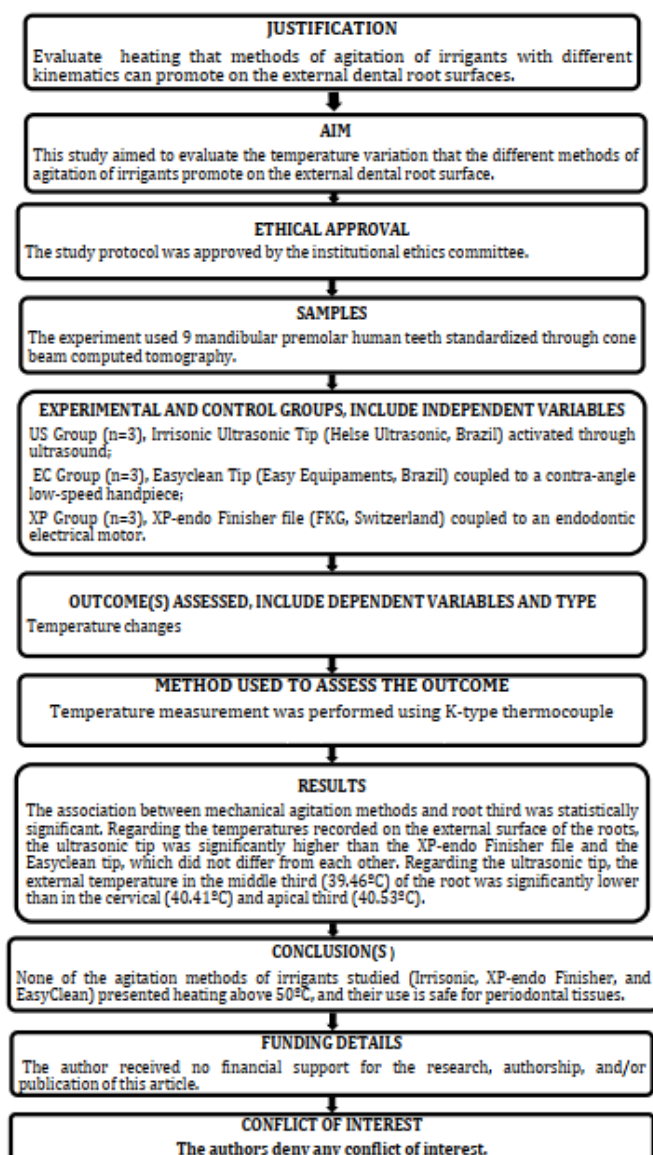 JUSTIFICATION
Evaluate heating that methods of agitation of irrigants with different
kinematics can promote on the external dental root surfaces.
AIM
This study aimed to evaluate the temperature variation that the different methods of
agitation of irrigants promote on the external dental root surface.
ETHICAL APPROVAL
The study protocol was approved by the institutional ethics committee.
SAMPLES
The experiment used 9 mandibular premolar human teeth standardized through cone
beam computed tomography.
EXPERIMENTAL AND CONTROL GROUPS, INCLUDE INDEPENDENT VARIABLES
US Group (n=3), Irrisonic Ultrasonic Tip (Helse Ultrasonic, Brazil) activated through
ultrasound;
EC Group (n=3), Easyclean Tip (Easy Equipaments, Brazil) coupled to a contra-angle
low-speed handpiece;
XP Group (n=3), XP-endo Finisher file (FKG, Switzerland) coupled to an endodontic
electrical motor.
OUTCOME(S) ASSESSED, INCLUDE DEPENDENT VARIABLES AND TYPE
Temperature changes
METHOD USED TO ASSESS THE OUTCOME
Temperature measurement was performed using K-type thermocouple
RESULTS
The association between mechanical agitation methods and root third was statistically
significant. Regarding the temperatures recorded on the external surface of the roots,
the ultrasonic tip was significantly higher than the XP-endo Finisher file and the
Easyclean tip, which did not differ from each other. Regarding the ultrasonic tip, the
external temperature in the middle third (39.46ºC) of the root was significantly lower
than in the cervical (40.41ºC) and apical third (40.53ºC).
CONCLUSION(S)
None of the agitation methods of irrigants studied (Irrisonic, XP-endo Finisher, and
EasyClean) presented heating above 50ºC, and their use is safe for periodontal tissues.
FUNDING DETAILS
The author received no financial support for the research, authorship, and/or
publication of this article.
CONFLICT OF INTEREST
The authors deny any conflict of interest.